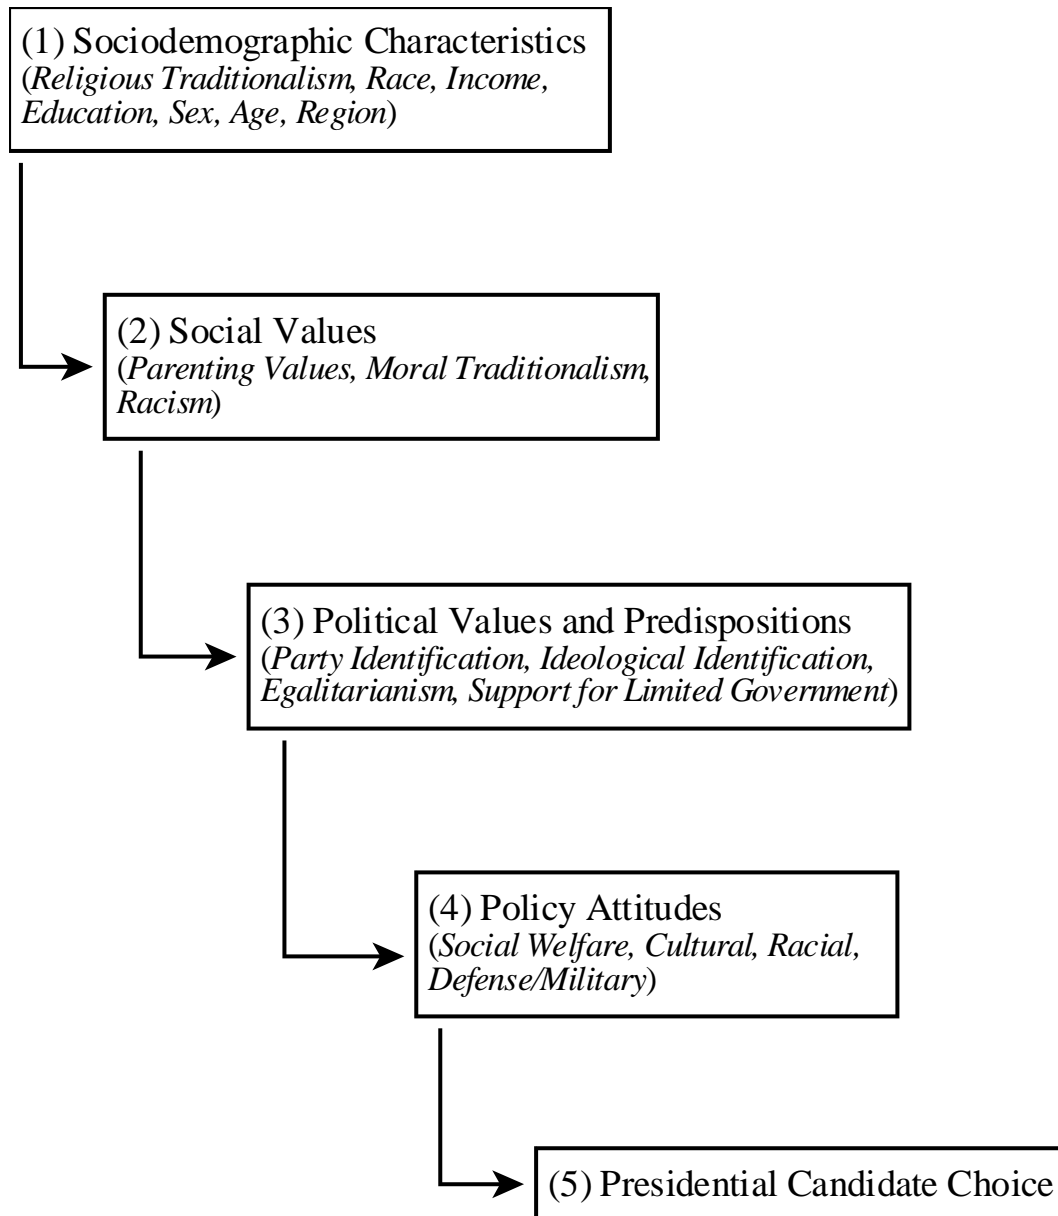 (1) Sociodemographic Characteristics
(Religious Traditionalism, Race, Income,
Education, Sex, Age, Region)
(2) Social Values
(Parenting Values, Moral Traditionalism,
Racism)
(3) Political Values and Predispositions
(Party Identification, Ideological Identification,
Egalitarianism, Support for Limited Government)
(4) Policy Attitudes
(Social Welfare, Cultural, Racial,
Defense/Military)
(5) Presidential Candidate Choice